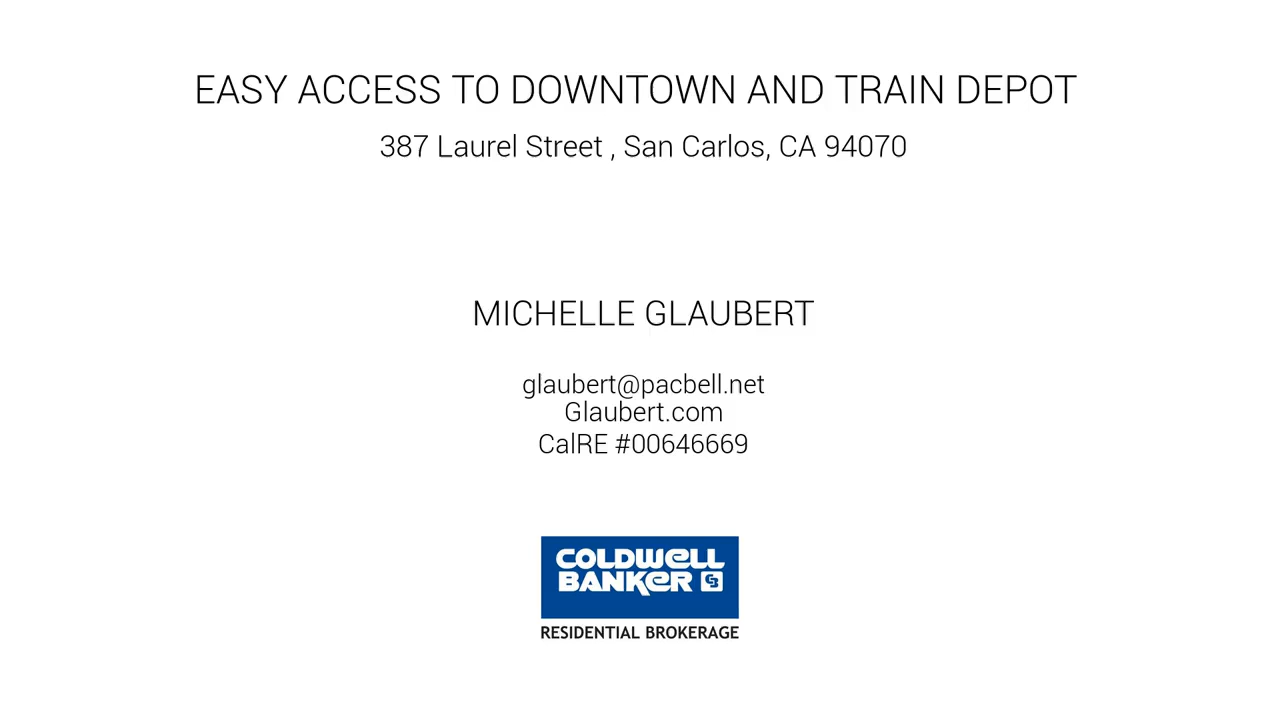 EASY ACCESS TO DOWNTOWN AND TRAIN DEPOT
387 Laurel Street , San Carlos, CA 94070
MICHELLE GLAUBERT
glaubert@pacbell.net
Glaubert.com
CalRE #00646669
COLDWELL
BANKER CB
RESIDENTIAL BROKERAGE